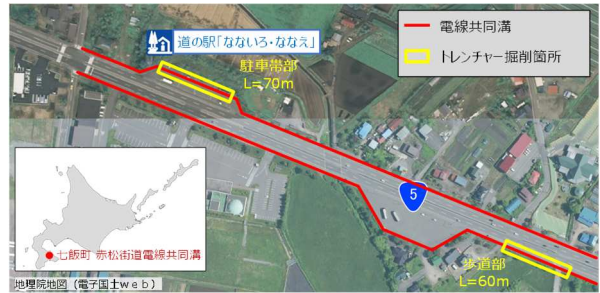 道の駅「なないろ・ななえ」
駐車帯部
L=70m
電線共同溝
トレンチャー掘削箇所
5
七飯町 赤松街道電線共同溝
歩道部
L=60m
地理院地図(電子国土web)